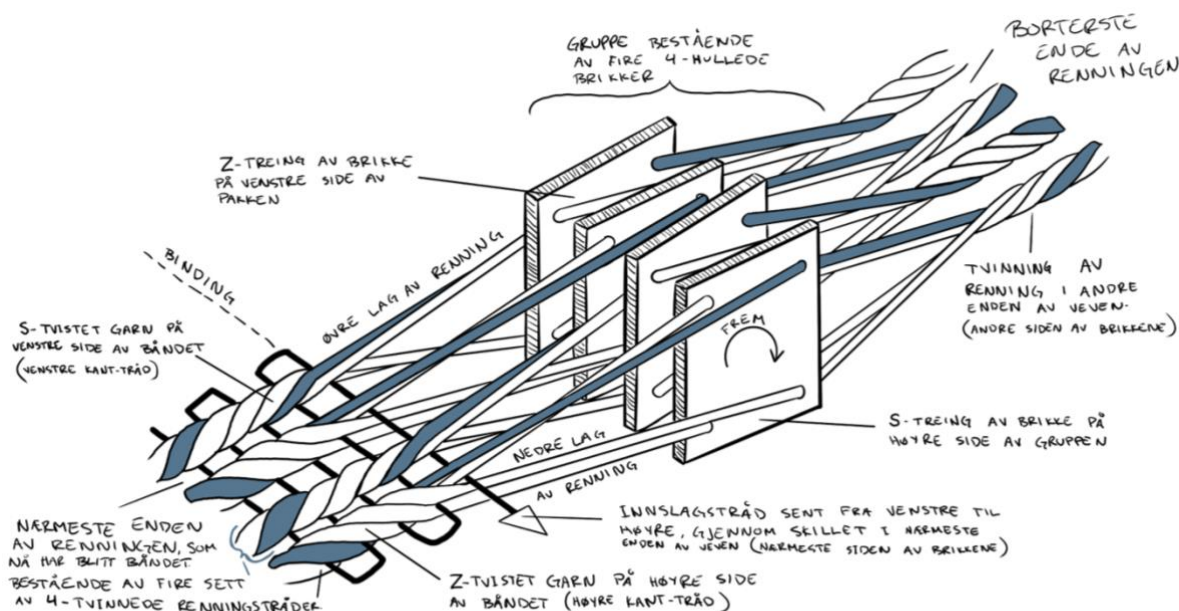 GRUPPE BESTÅENDE
AV FIRE 4-HULLEDE
BRIKKER
BORTERSTE
ENDE AV
RENNINGEN
Z-TREING AV BRIKKE
PÅ VENSTRE SIDE AV
PAKKEN
BINDING
ØVRE LAG AV RENNING
S-TVISTET GARN PÅ
VENSTRE SIDE AV BÅNDET
(VENSTRE KANT-TRÅD)
FREM
TVINNING AV
RENNING I ANDRE
ENDEN AV VEVEN.
(ANDRE SIDEN AV BRIKKENE)
S-TREING AV BRIKKE PÅ
HØYRE SIDE AV GRUPPEN
NEDRE LAG
AV RENNING
INNSLAGSTRÅD SENT FRA VENSTRE TIL
HØYRE, GJENNOM SKILLET I NÆRMESTE
ENDEN AV VEVEN (NÆRMESTE SIDEN AV BRIKKENE)
NÆRMESTE ENDEN
AV RENNINGEN, SOM
NÅ HAR BLITT BÅNDET
BESTÅENDE AV FIRE SETT
AV 4-TVINNEDE RENNINGSTRÅDER
Z-TVISTET GARN PÅ HØYRE SIDE
AV BÅNDET (HØYRE KANT-TRÅD)